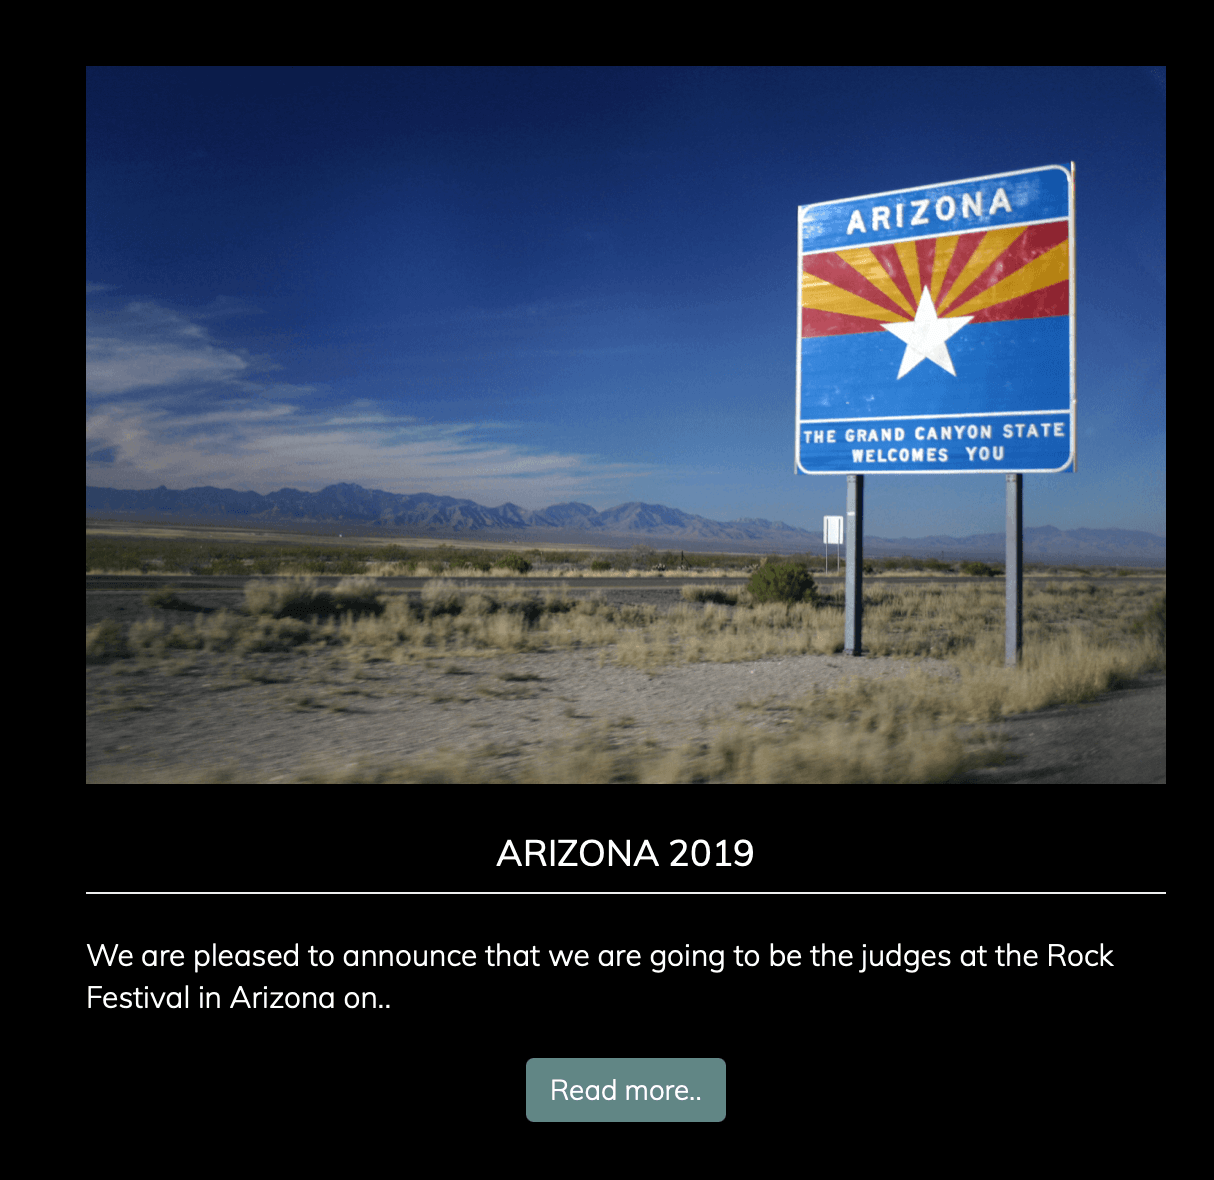 ARIZONA
THE GRAND CANYON STATE
WELCOMES YOU
ARIZONA 2019
We are pleased to announce that we are going to be the judges at the Rock
Festival in Arizona on..
Read more..